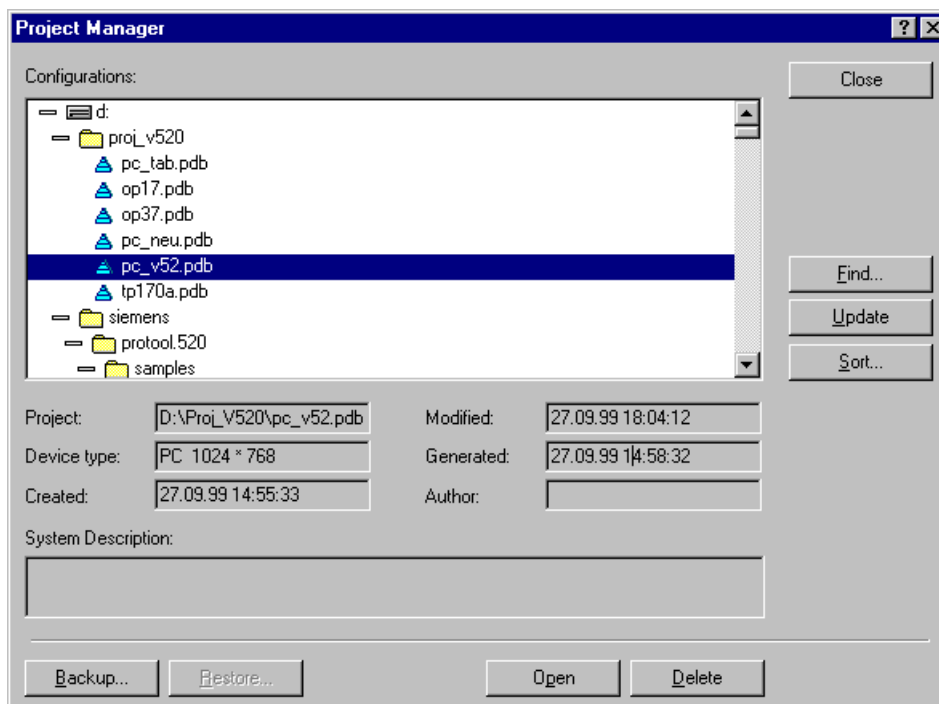 Project Manager
Configurations:
Close
d:
proj_v520
pc_tab.pdb
op17.pdb
op37.pdb
pc_neu.pdb
pc_v52.pdb
Find...
tp170a.pdb
siemens
Update
protool.520
samples
Sort...
Project: D:\Proj_V520\pc_v52.pdb Modified: 27.09.99 18:04:12
Device type: PC 1024 * 768 Generated: 27.09.99 14:58:32
Created: 27.09.99 14:55:33 Author:
System Description:
Backup... Restore... Open Delete